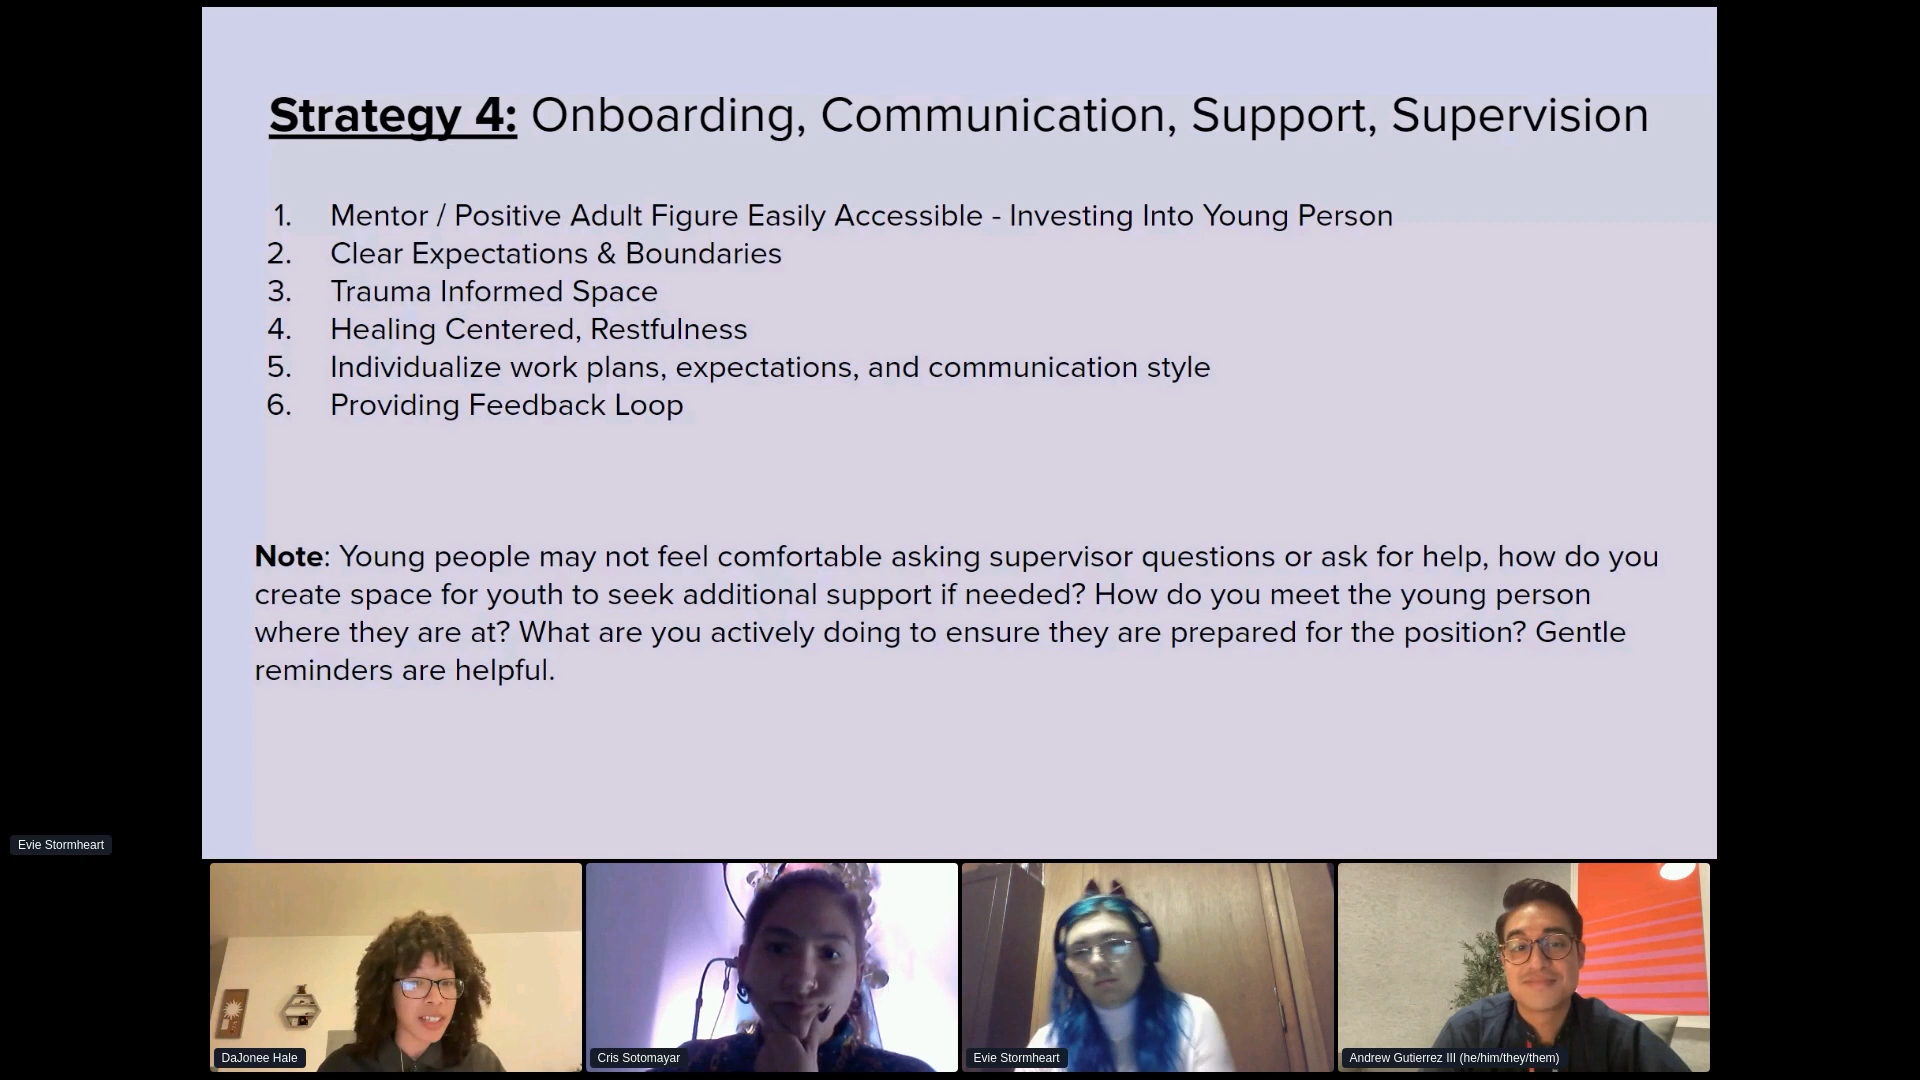 Strategy 4: Onboarding, Communication, Support, Supervision
1. Mentor / Positive Adult Figure Easily Accessible - Investing Into Young Person
2. Clear Expectations & Boundaries
3. Trauma Informed Space
4. Healing Centered, Restfulness
5. Individualize work plans, expectations, and communication style
6. Providing Feedback Loop
Note: Young people may not feel comfortable asking supervisor questions or ask for help, how do you
create space for youth to seek additional support if needed? How do you meet the young person
where they are at? What are you actively doing to ensure they are prepared for the position? Gentle
reminders are helpful.
Evie Stormheart
DaJonee Hale
Cris Sotomayar
Evie Stormheart
Andrew Gutierrez III (he/him/they/them)